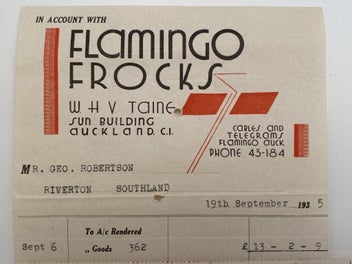 IN ACCOUNT WITH
FLAMINGO
FROCKS
W H V TAINE
SUN BUILDING
AUCKLAND. C.I.
CABLES AND
TELEGRAMS
FLAMINGO AUCK.
PHONE 43-184
MR. GEO. ROBERTSON
RIVERTON SOUTHLAND
19th September 1935
To A/c Rendered
Sept 6 „ Goods 362 £ 13 - 2 - 9